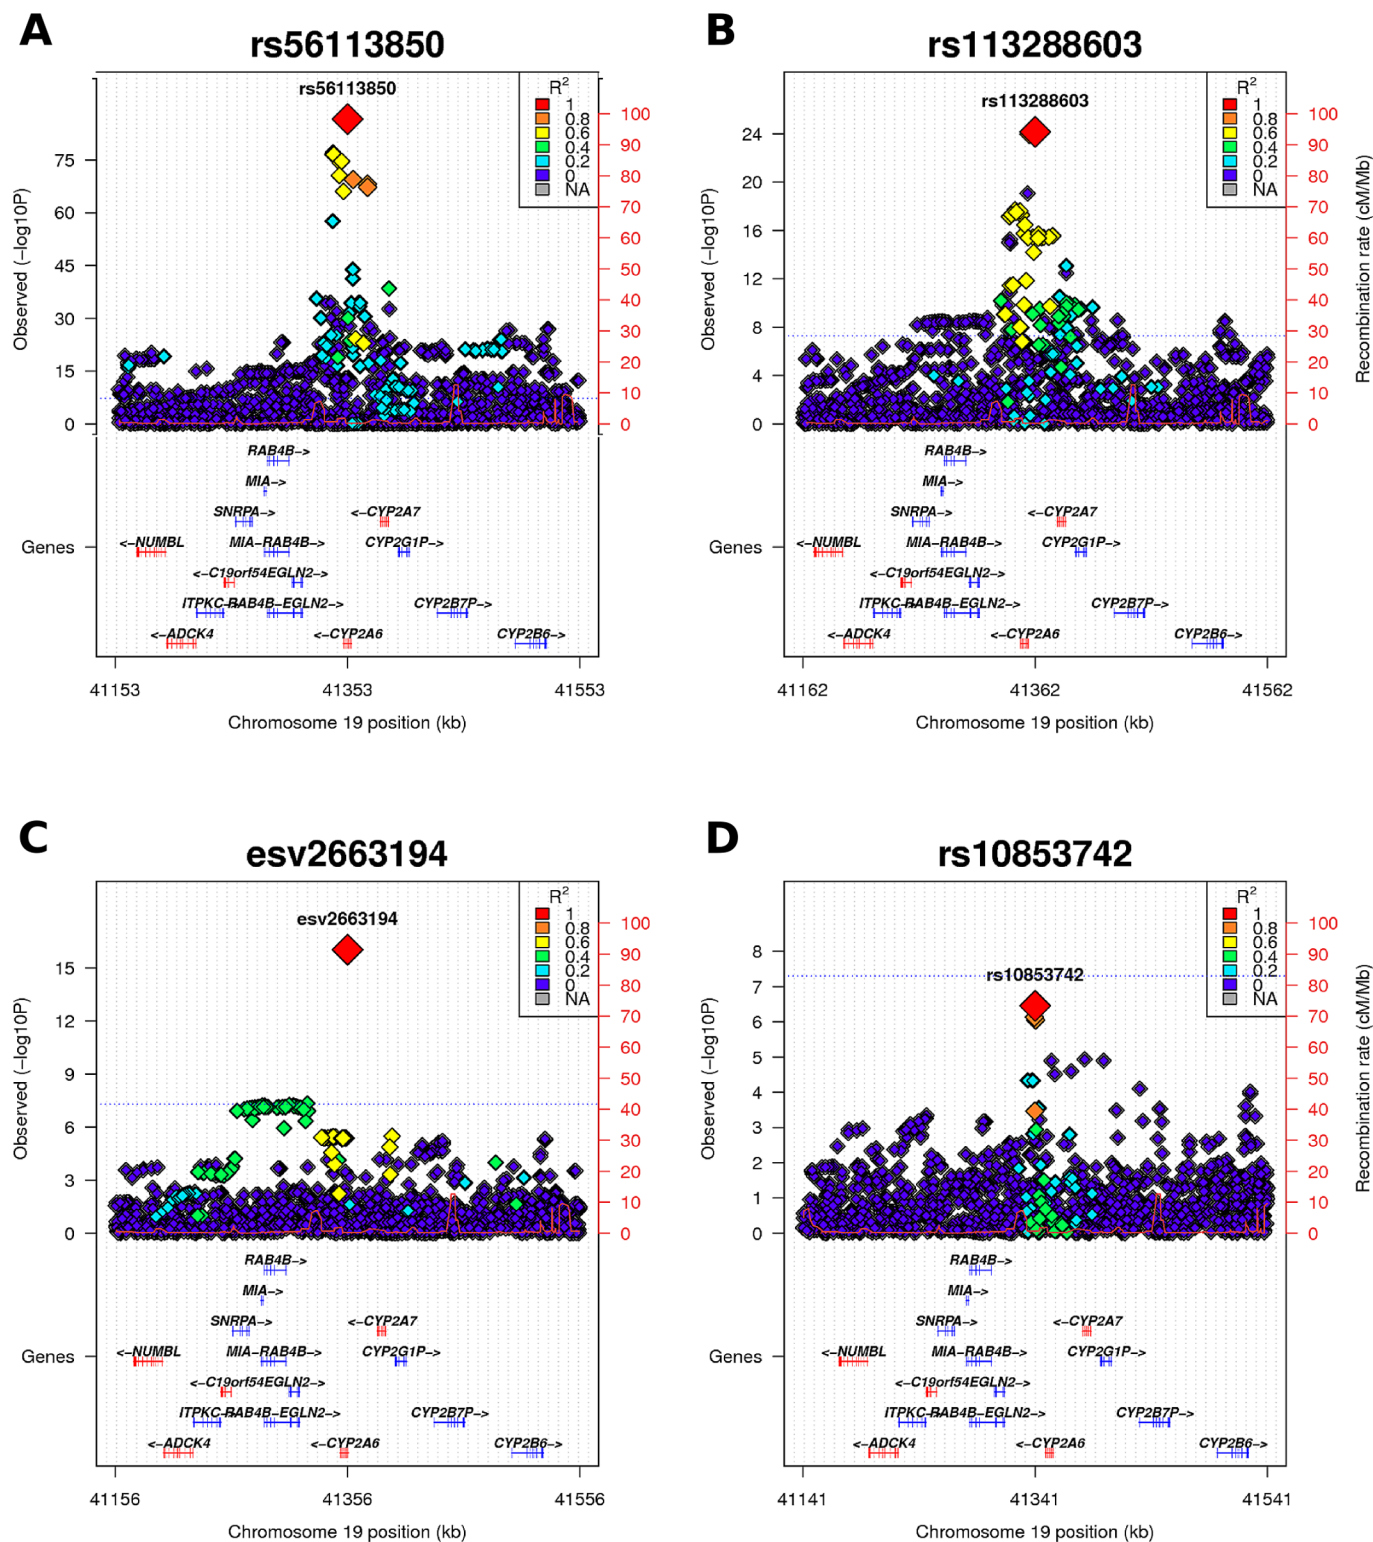 A
rs56113850
rs56113850
R2
1
0.8
0.6
0.4
0.2
0
NA
Observed (−log10P)
75
60
45
30
15
0
100
90
80
70
60
50
40
30
20
10
0
RAB4B−>
MIA−>
SNRPA−>
<−CYP2A7
Genes
<−NUMBL
MIA−RAB4B−>
CYP2G1P−>
<−C19orf54EGLN2−>
ITPKC−>RAB4B−EGLN2−>
CYP2B7P−>
<−ADCK4
<−CYP2A6
CYP2B6−>
41153
41353
41553
Chromosome 19 position (kb)
B
rs113288603
rs113288603
R2
1
0.8
0.6
0.4
0.2
0
NA
Observed (−log10P)
24
20
16
12
8
4
0
100
90
80
70
60
50
40
30
20
10
0
Recombination rate (cM/Mb)
RAB4B−>
MIA−>
SNRPA−>
<−CYP2A7
Genes
<−NUMBL
MIA−RAB4B−>
CYP2G1P−>
<−C19orf54EGLN2−>
ITPKC−>RAB4B−EGLN2−>
CYP2B7P−>
<−ADCK4
<−CYP2A6
CYP2B6−>
41162
41362
41562
Chromosome 19 position (kb)
C
esv2663194
esv2663194
R2
1
0.8
0.6
0.4
0.2
0
NA
Observed (−log10P)
15
12
9
6
3
0
100
90
80
70
60
50
40
30
20
10
0
RAB4B−>
MIA−>
SNRPA−>
<−CYP2A7
Genes
<−NUMBL
MIA−RAB4B−>
CYP2G1P−>
<−C19orf54EGLN2−>
ITPKC−>RAB4B−EGLN2−>
CYP2B7P−>
<−ADCK4
<−CYP2A6
CYP2B6−>
41156
41356
41556
Chromosome 19 position (kb)
D
rs10853742
rs10853742
R2
1
0.8
0.6
0.4
0.2
0
NA
Observed (−log10P)
8
7
6
5
4
3
2
1
0
100
90
80
70
60
50
40
30
20
10
0
Recombination rate (cM/Mb)
RAB4B−>
MIA−>
SNRPA−>
<−CYP2A7
Genes
<−NUMBL
MIA−RAB4B−>
CYP2G1P−>
<−C19orf54EGLN2−>
ITPKC−>RAB4B−EGLN2−>
CYP2B7P−>
<−ADCK4
<−CYP2A6
CYP2B6−>
41141
41341
41541
Chromosome 19 position (kb)